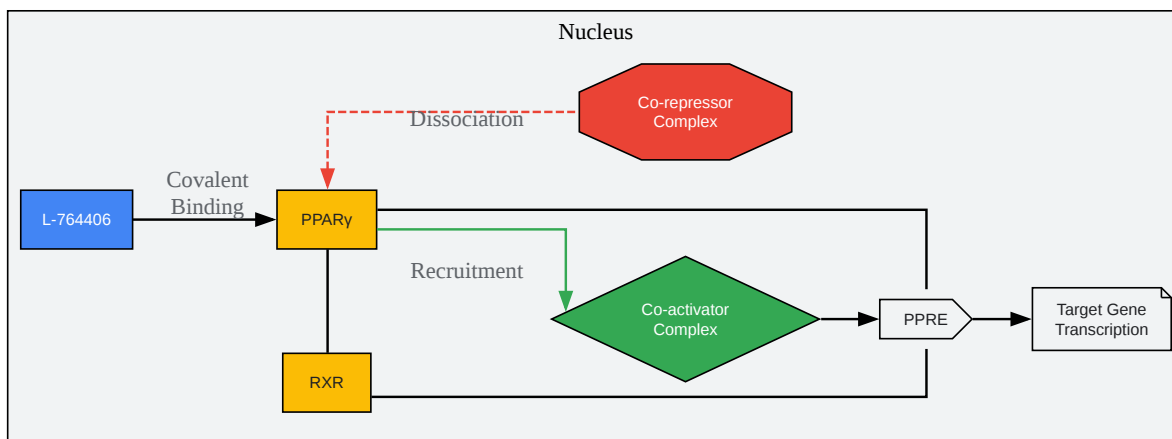 Nucleus
Co-repressor
Complex
Dissociation
Covalent
Binding
L-764406
PPARγ
Recruitment
Co-activator
Complex
PPRE
Target Gene
Transcription
RXR